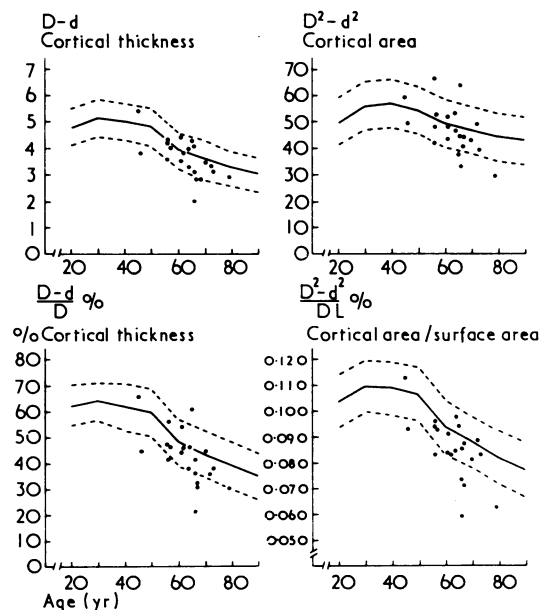 D-d
Cortical thickness
7
6
5
4
3
2
1
0
20 40 60 80
D²-d²
Cortical area
70
60
50
40
30
20
10
0
20 40 60 80
D-d
D %
% Cortical thickness
80
70
60
50
40
30
20
10
0
20 40 60 80
Age (yr)
D²-d²
DL %
Cortical area/surface area
0·120
0·110
0·100
0·090
0·080
0·070
0·060
0·050
20 40 60 80